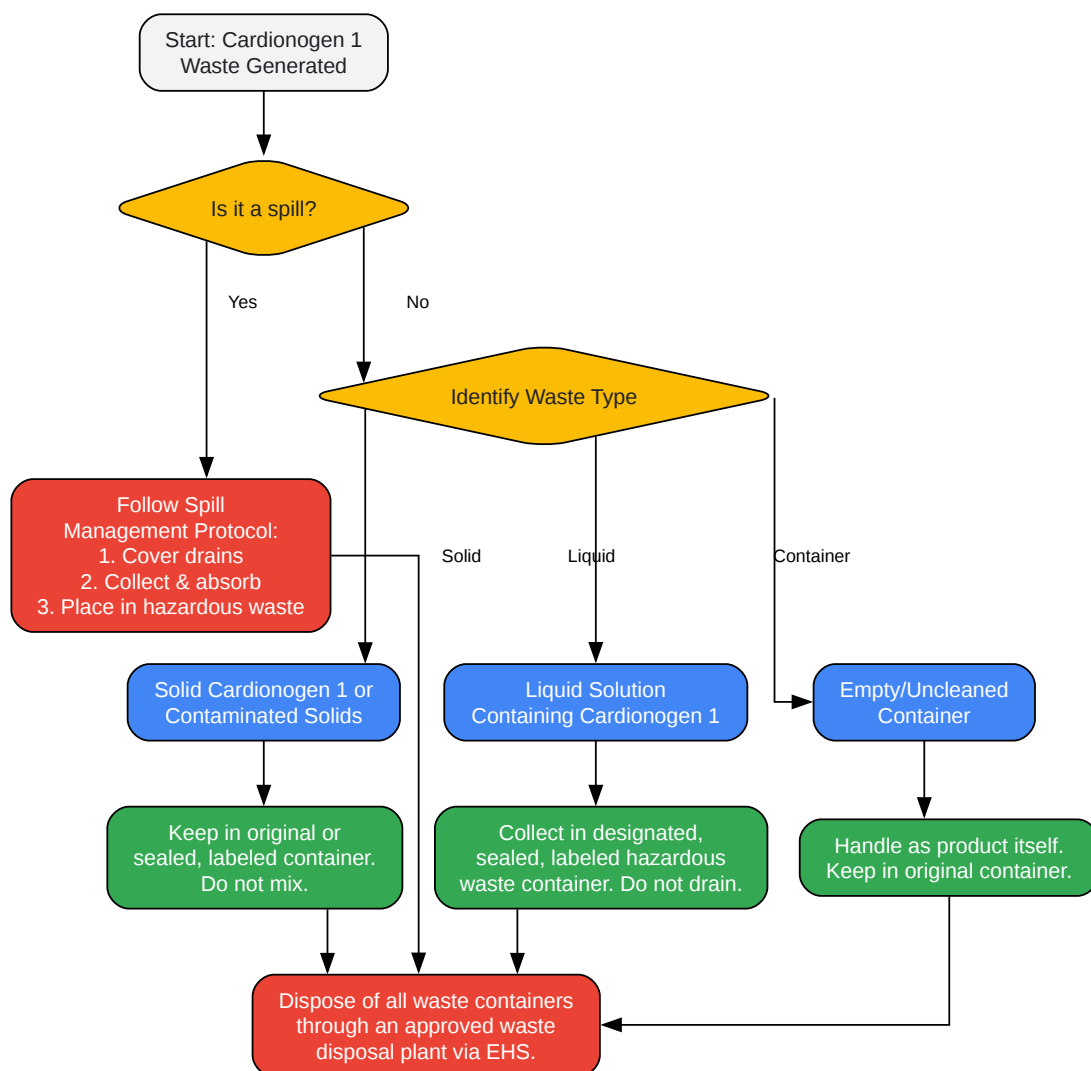 Start: Cardionogen 1
Waste Generated
Is it a spill?
Yes
No
Identify Waste Type
Follow Spill
Management Protocol:
1. Cover drains
2. Collect & absorb
3. Place in hazardous waste
Solid
Liquid
Container
Solid Cardionogen 1 or
Contaminated Solids
Liquid Solution
Containing Cardionogen 1
Empty/Uncleaned
Container
Keep in original or
sealed, labeled container.
Do not mix.
Collect in designated,
sealed, labeled hazardous
waste container. Do not drain.
Handle as product itself.
Keep in original container.
Dispose of all waste containers
through an approved waste
disposal plant via EHS.